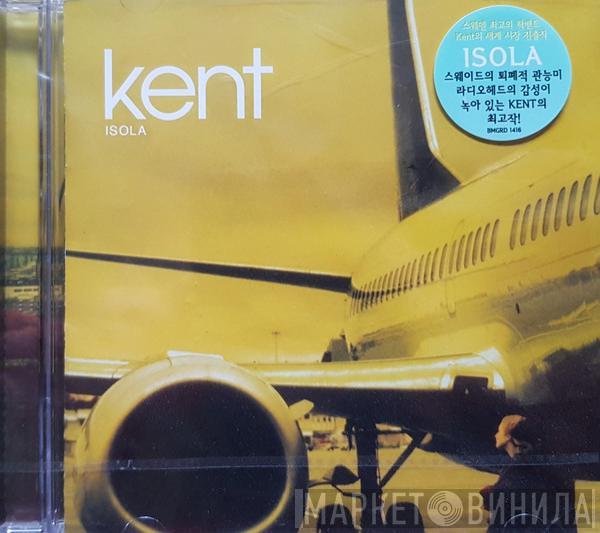 kent
ISOLA
스웨덴 최고의 락밴드
Kent의 세계 시장 진출작
ISOLA
스웨이드의 퇴폐적 관능미
라디오헤드의 감성이
녹아 있는 KENT의
최고작!
BMGRD 1416
МАРКЕТ ВИНИЛА